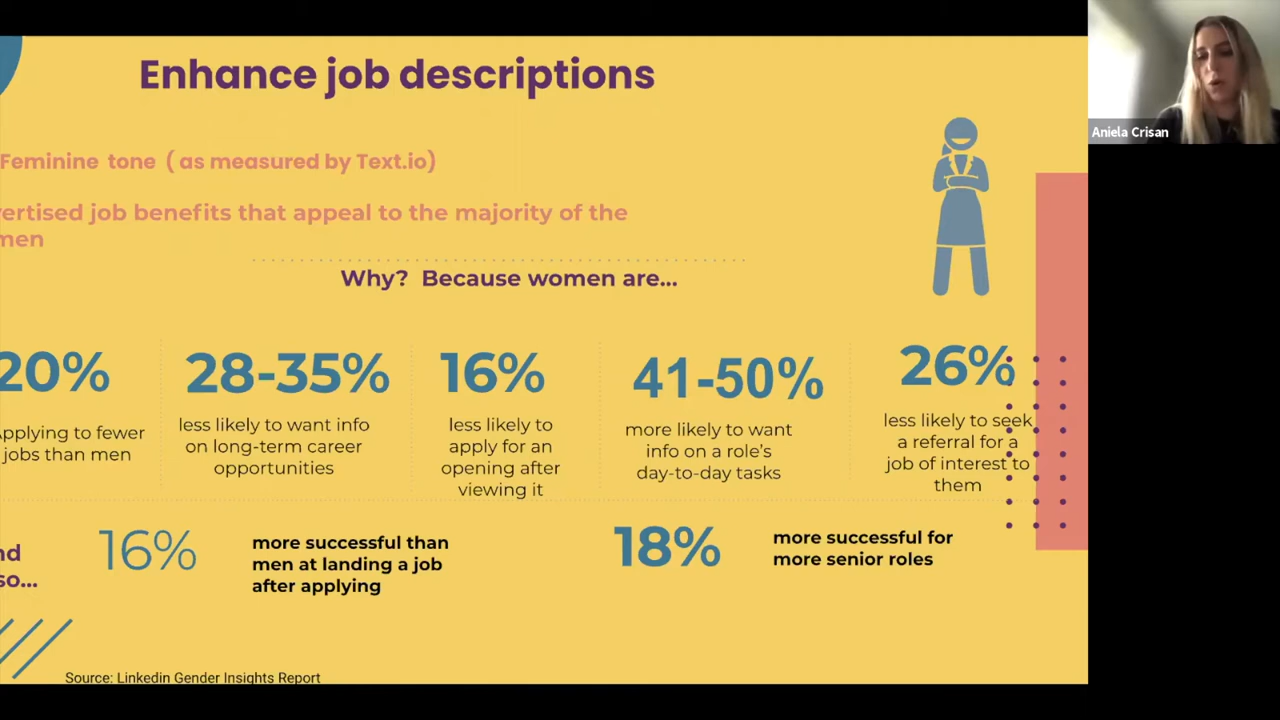 Enhance job descriptions
Aniela Crisan
Feminine tone ( as measured by Text.io)
vertised job benefits that appeal to the majority of the
men
Why? Because women are...
20%
28-35%
16%
41-50%
26%
applying to fewer
jobs than men
less likely to want info
on long-term career
opportunities
less likely to
apply for an
opening after
viewing it
more likely to want
info on a role's
day-to-day tasks
less likely to seek
a referral for a
job of interest to
them
nd
so...
16%
more successful than
men at landing a job
after applying
18%
more successful for
more senior roles
Source: Linkedin Gender Insights Report